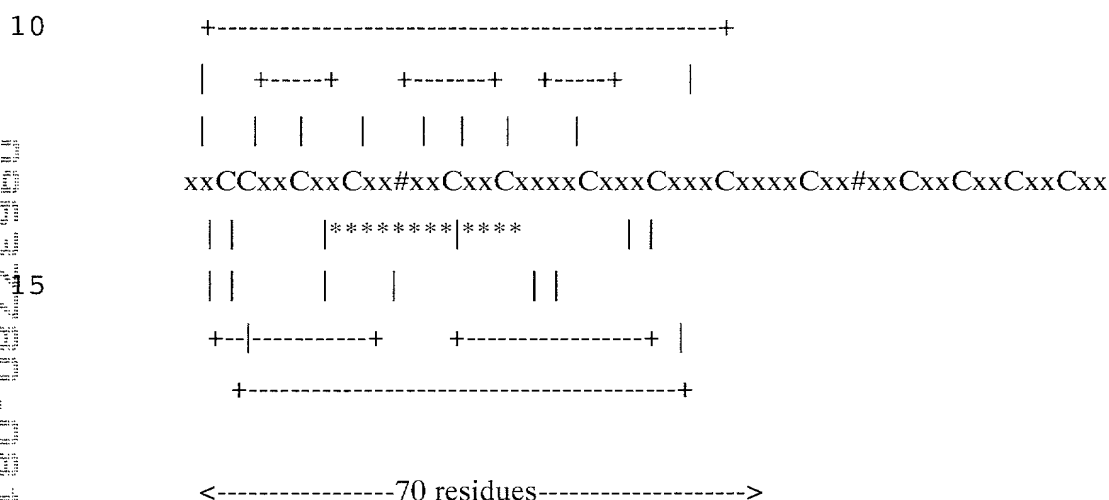 10 +---------------------------------------+
| +-----+ +-------+ +-----+ |
| | | | | | | |
xxCCxxCxxCxx#xxCxxCxxxxCxxxCxxxCxxxxCxx#xxCxxCxxCxxCxx
| | |********|**** | |
15 | | | | | |
+--|-----------+ +---------------+ |
+-----------------------------------+
<---------------70 residues------------------>